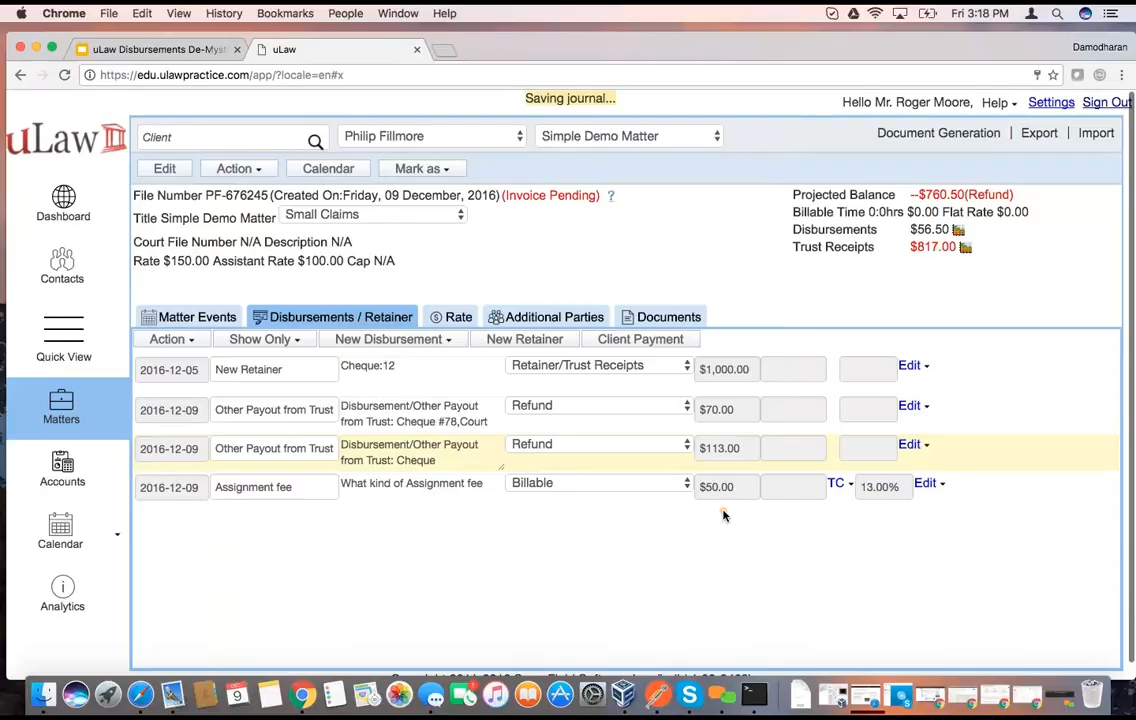 Chrome File Edit View History Bookmarks People Window Help Fri 3:18 PM
uLaw Disbursements De-Myst × uLaw × Damodharan
https://edu.ulawpractice.com/app/?locale=en#x
Saving journal...
Hello Mr. Roger Moore, Help Settings Sign Out
uLaw
Client Philip Fillmore Simple Demo Matter Document Generation Export Import
Edit Action Calendar Mark as
File Number PF-676245 (Created On:Friday, 09 December, 2016) (Invoice Pending) ?
Title Simple Demo Matter Small Claims
Court File Number N/A Description N/A
Rate $150.00 Assistant Rate $100.00 Cap N/A
Projected Balance --$760.50(Refund)
Billable Time 0:0hrs $0.00 Flat Rate $0.00
Disbursements $56.50
Trust Receipts $817.00
Dashboard
Contacts
Quick View
Matters
Accounts
Calendar
Analytics
Matter Events Disbursements / Retainer Rate Additional Parties Documents
Action Show Only New Disbursement New Retainer Client Payment
2016-12-05 New Retainer Cheque:12 Retainer/Trust Receipts $1,000.00 Edit
2016-12-09 Other Payout from Trust Disbursement/Other Payout from Trust: Cheque #78,Court Refund $70.00 Edit
2016-12-09 Other Payout from Trust Disbursement/Other Payout from Trust: Cheque Refund $113.00 Edit
2016-12-09 Assignment fee What kind of Assignment fee Billable $50.00 TC 13.00% Edit